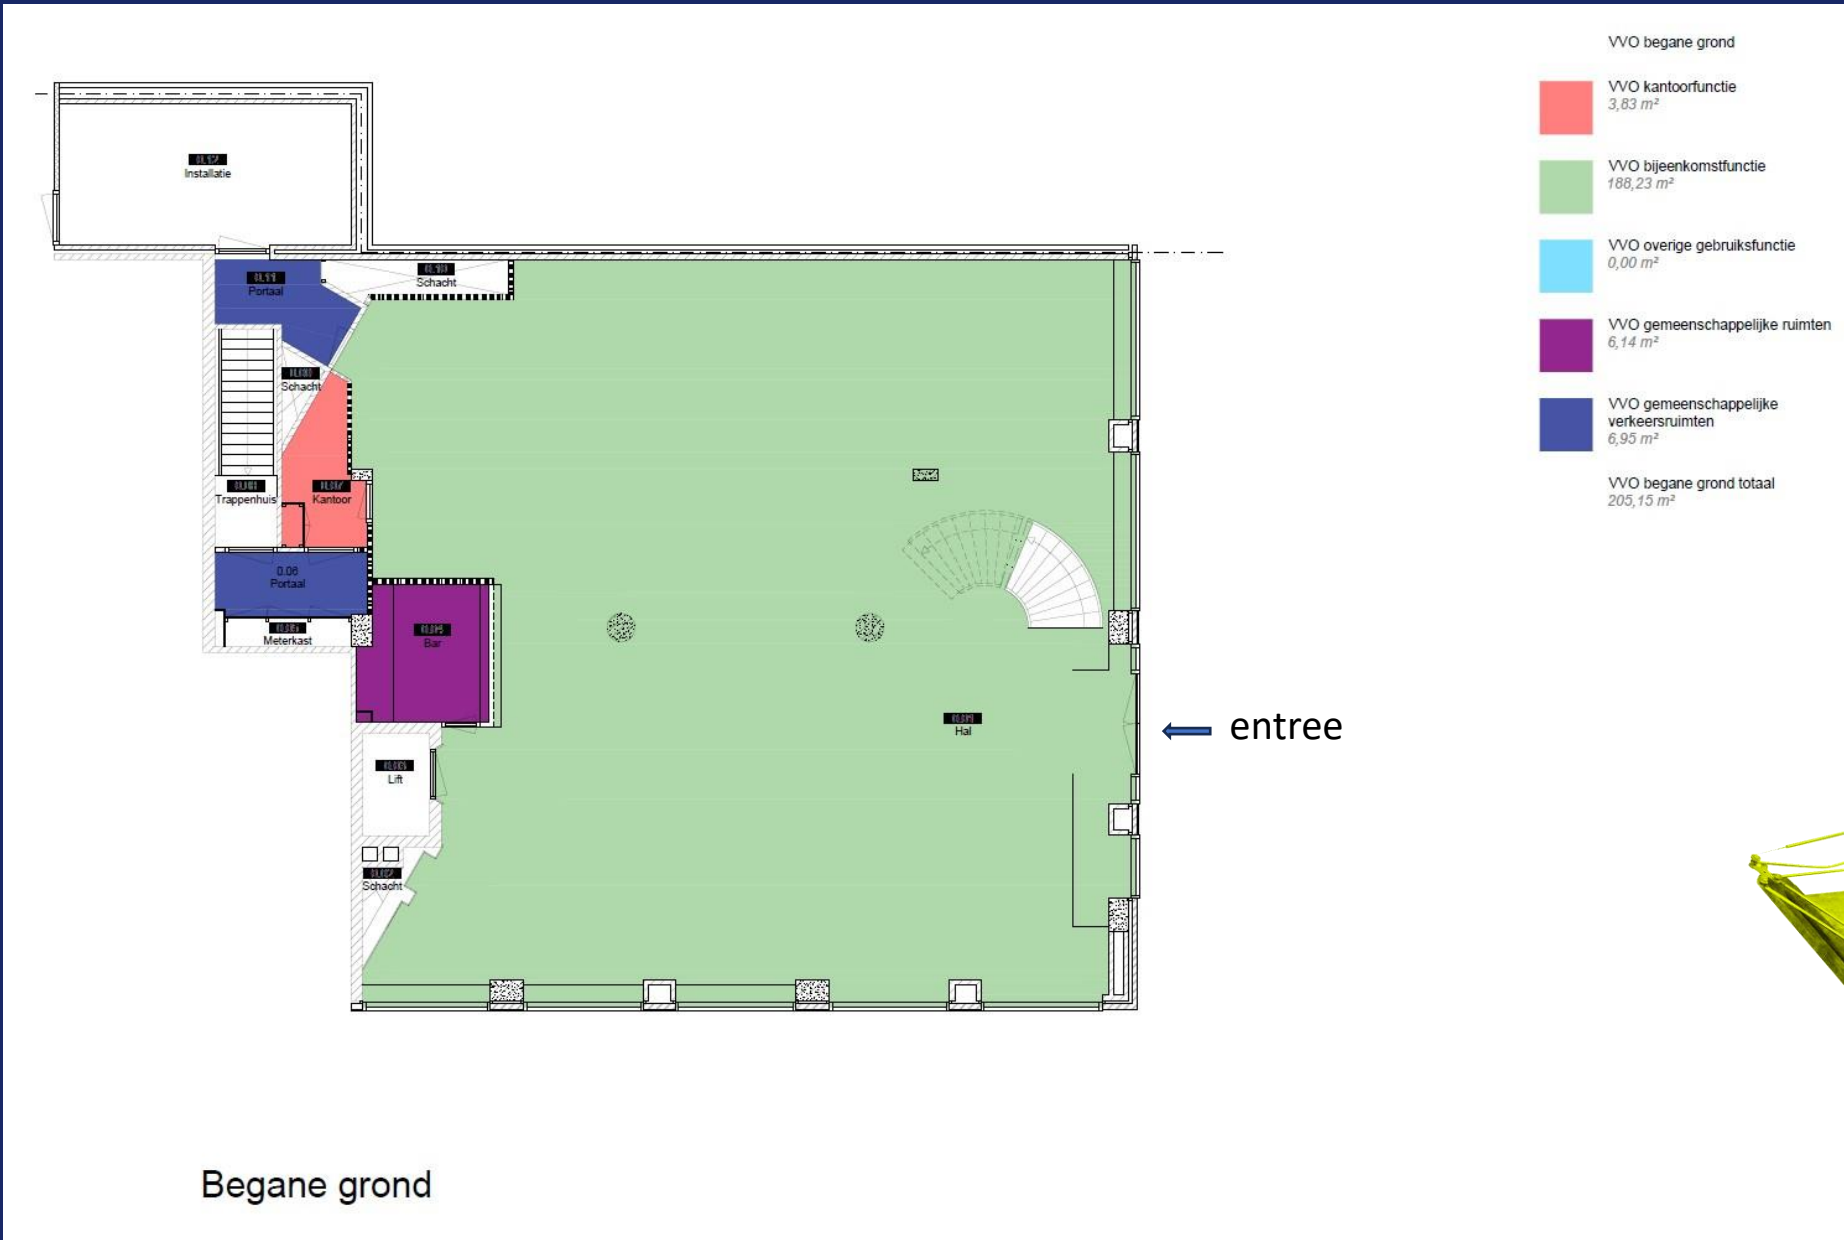 VVO begane grond
VVO kantoorfunctie
3,83 m²
VVO bijeenkomstfunctie
188,23 m²
VVO overige gebruiksfunctie
0,00 m²
VVO gemeenschappelijke ruimten
6,14 m²
VVO gemeenschappelijke
verkeersruimten
6,95 m²
VVO begane grond totaal
205,15 m²
Installatie
Portaal
Schacht
Schacht
Trappenhuis
Kantoor
0.06
Portaal
Meterkast
Bar
Hal
entree
Lift
Schacht
Begane grond